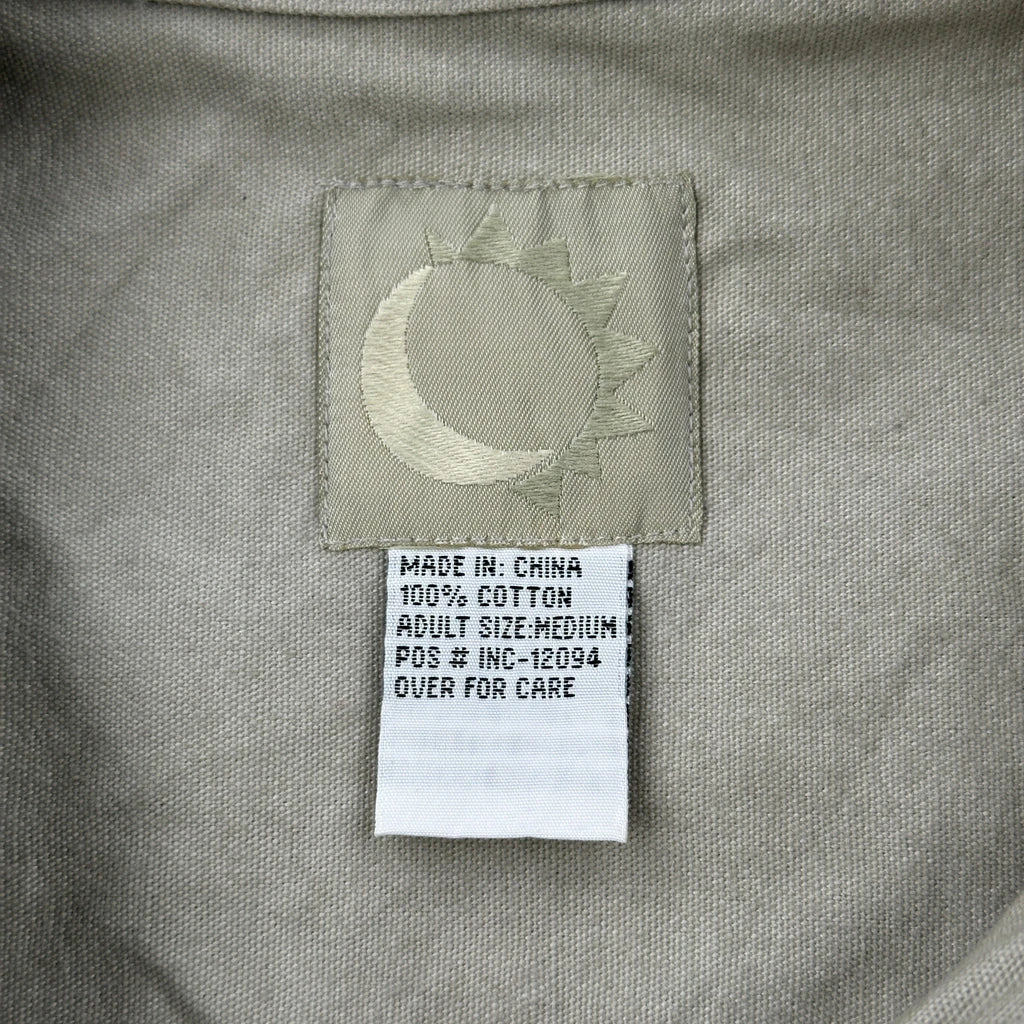 MADE IN: CHINA
100% COTTON
ADULT SIZE:MEDIUM
POS # INC-12094
OVER FOR CARE